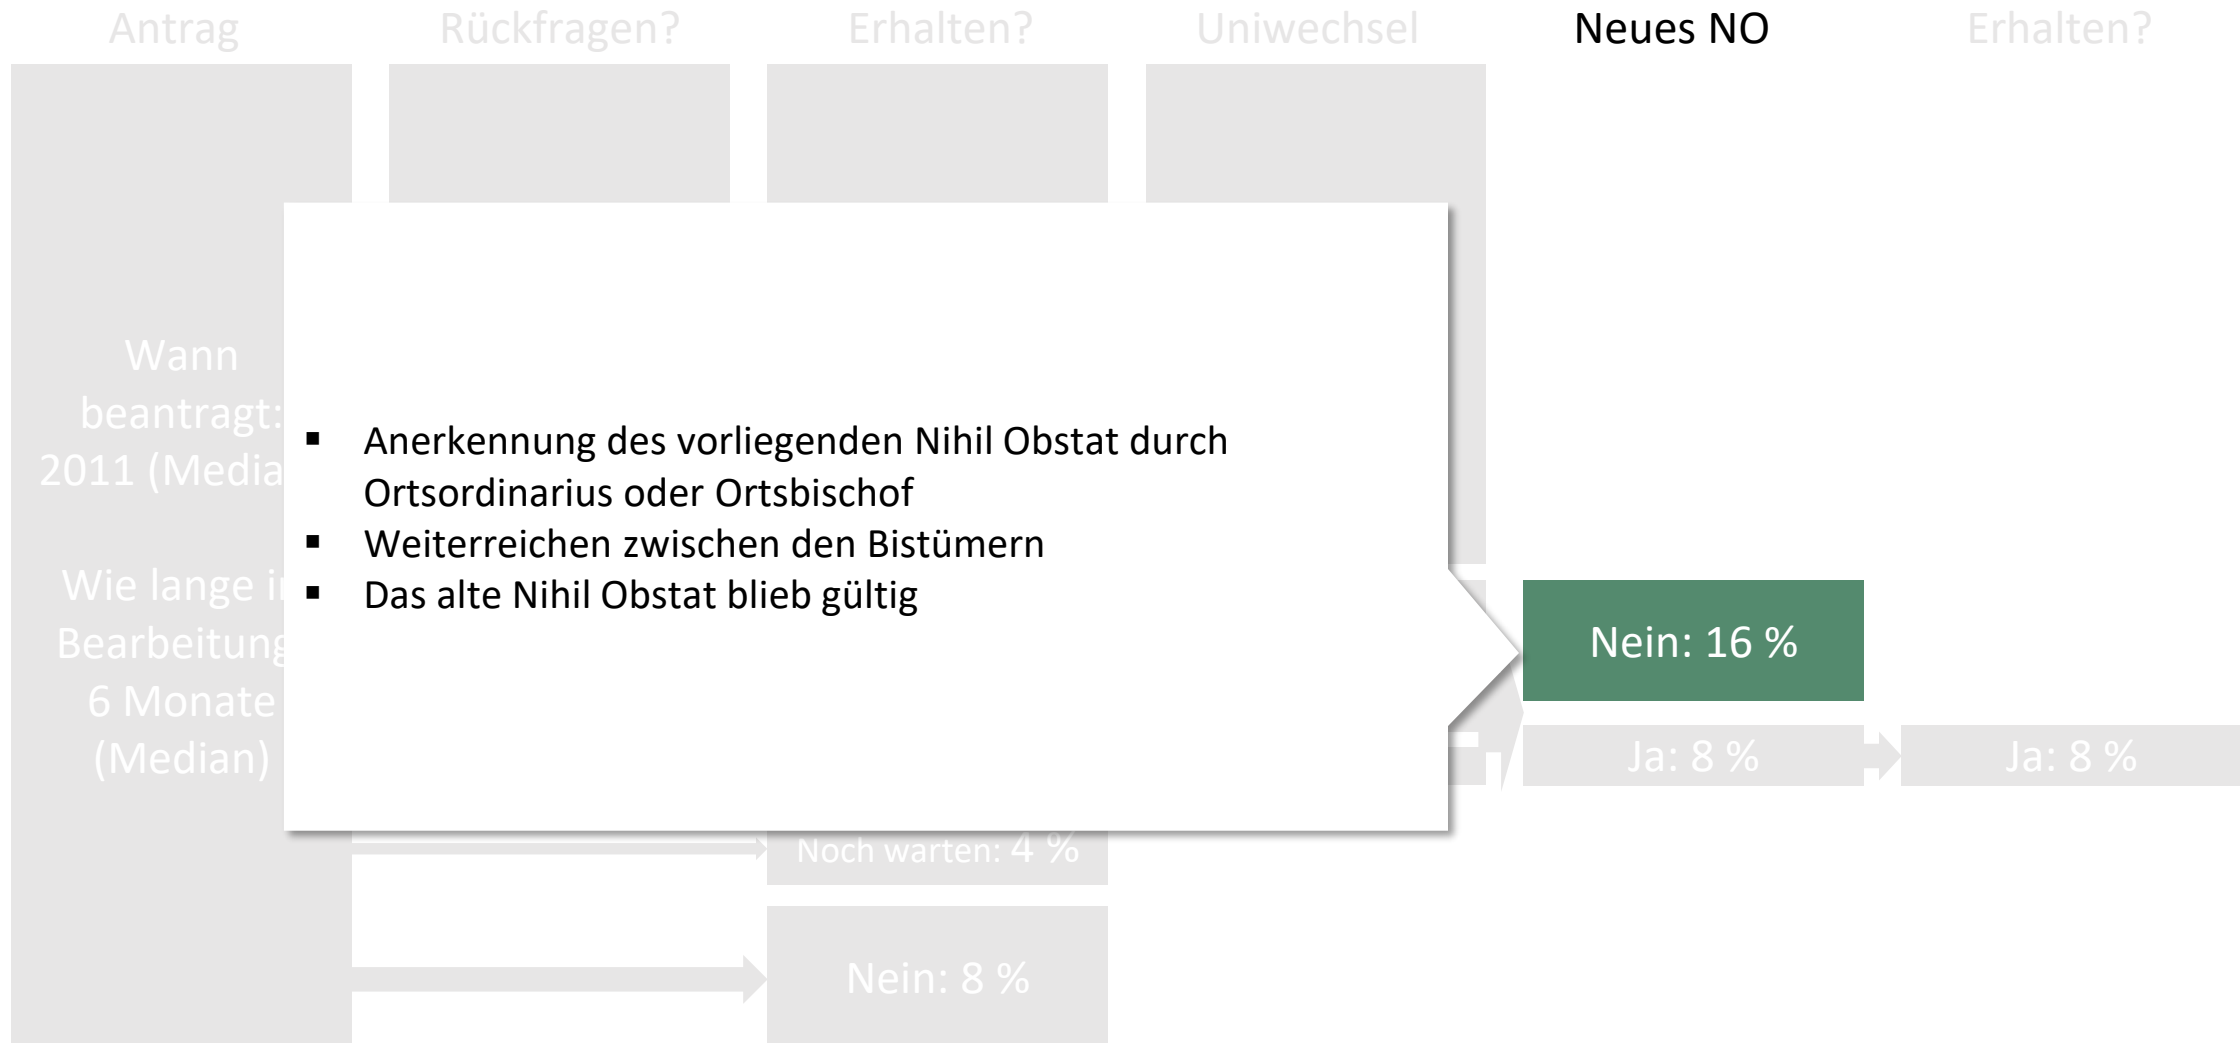 Antrag
Rückfragen?
Erhalten?
Uniwechsel
Neues NO
Erhalten?
Wann
beantragt:
2011
Wie lange
Bearbeitung
6 Monate
(Median)
▪ Anerkennung des vorliegenden Nihil Obstat durch
Ortsordinarius oder Ortsbischof
▪ Weiterreichen zwischen den Bistümern
▪ Das alte Nihil Obstat blieb gültig
Nein: 16 %
Ja: 8 %
Ja: 8 %
Noch warten: 4 %
Nein: 8 %